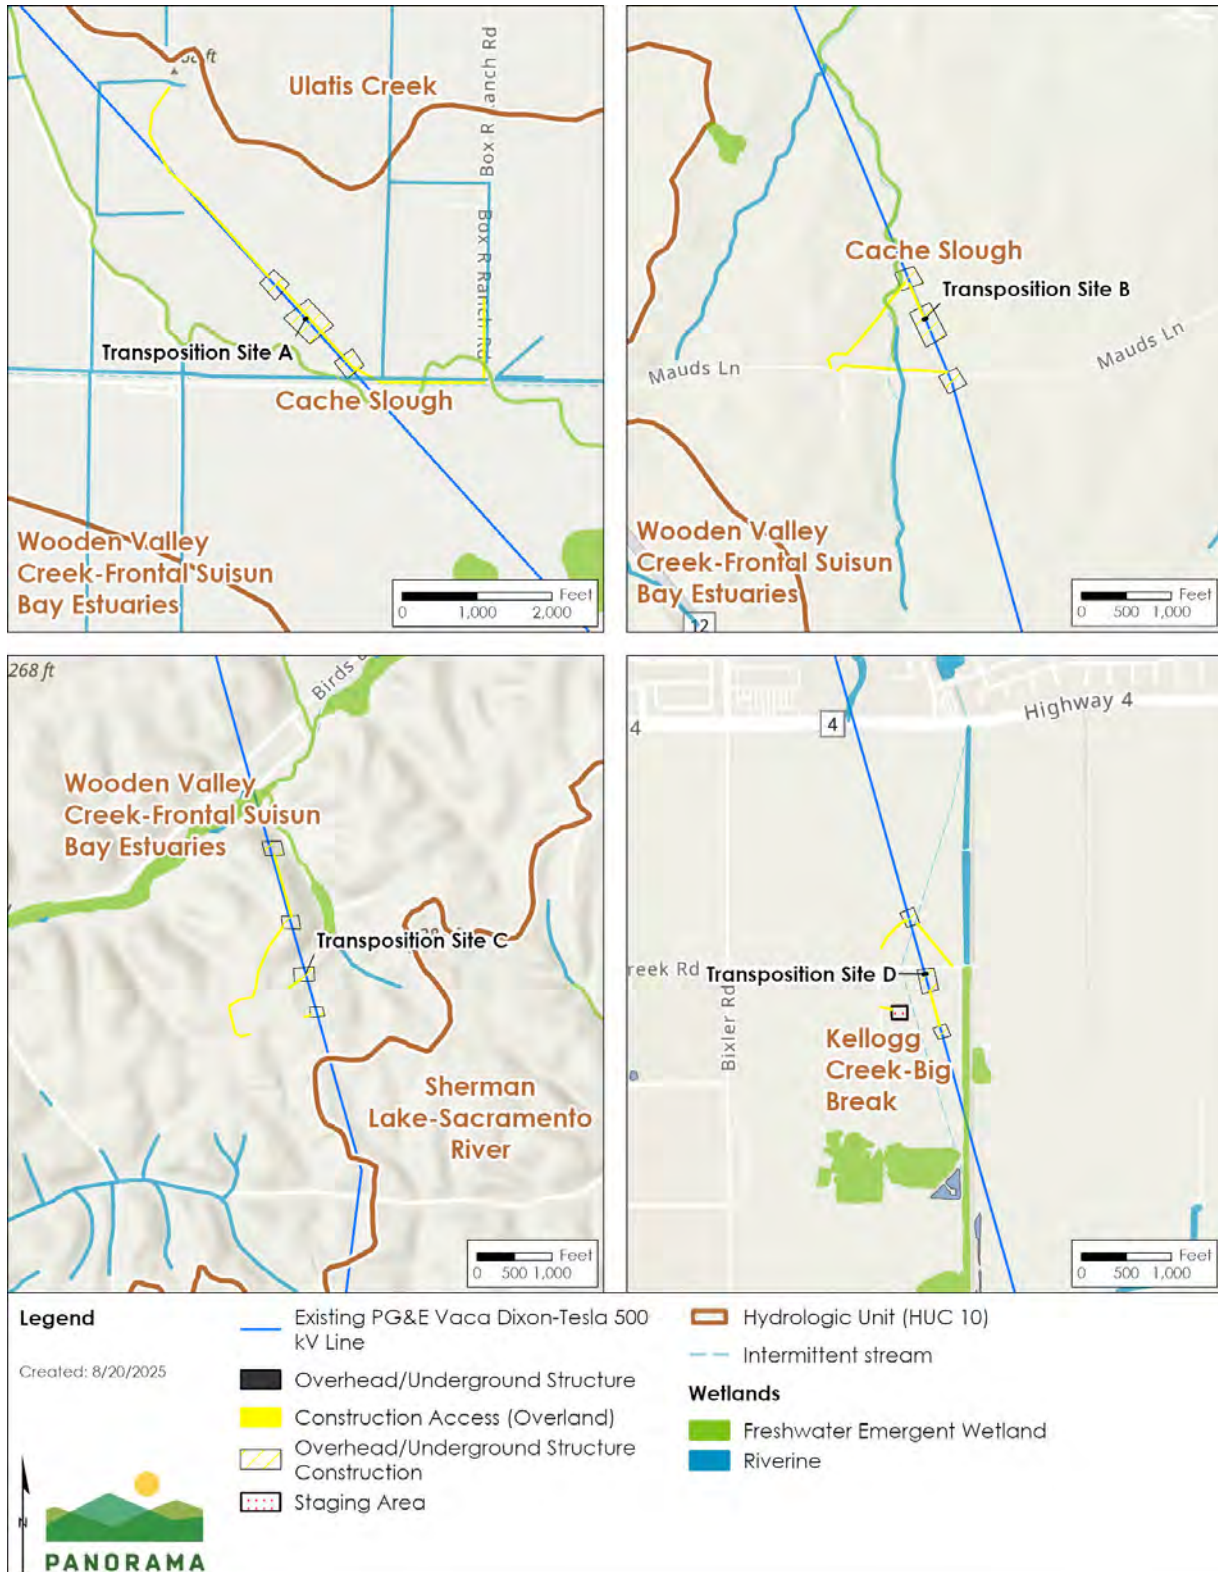 Ulatis Creek
Box R Ranch Rd
Transposition Site A
Cache Slough
Wooden Valley
Creek-Frontal Suisun
Bay Estuaries
Feet
0 1,000 2,000
Cache Slough
Transposition Site B
Mauds Ln
Mauds Ln
Wooden Valley
Creek-Frontal Suisun
Bay Estuaries
12
Feet
0 500 1,000
268 ft
Birds
Wooden Valley
Creek-Frontal Suisun
Bay Estuaries
Transposition Site C
Sherman
Lake-Sacramento
River
Feet
0 500 1,000
4
4
Highway 4
reek Rd
Transposition Site D
Bixler Rd
Kellogg
Creek-Big
Break
Feet
0 500 1,000
Legend
Created: 8/20/2025
Existing PG&E Vaca Dixon-Tesla 500
kV Line
Overhead/Underground Structure
Construction Access (Overland)
Overhead/Underground Structure
Construction
Staging Area
Hydrologic Unit (HUC 10)
Intermittent stream
Wetlands
Freshwater Emergent Wetland
Riverine
N
PANORAMA